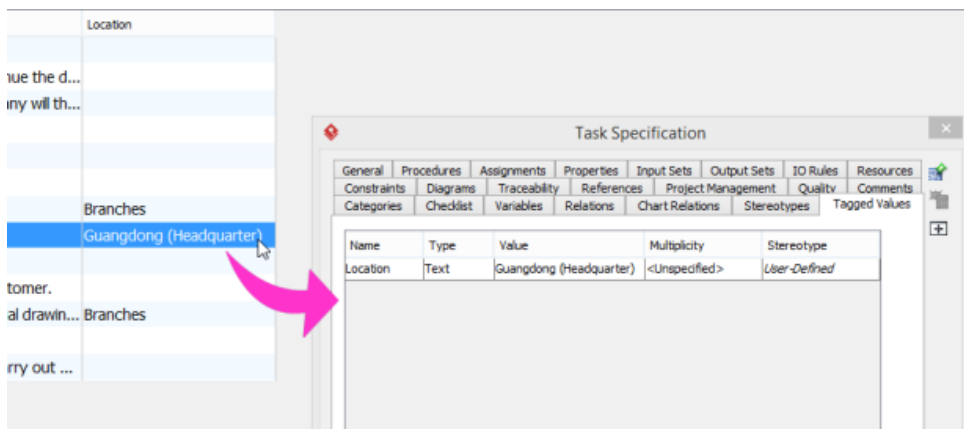 Location
nue the d...
any will th...
Branches
Guangdong (Headquarter)
tomer.
al drawin... Branches
rry out ...
Task Specification
General Procedures Assignments Properties Input Sets Output Sets IO Rules Resources
Constraints Diagrams Traceability References Project Management Quality Comments
Categories Checklist Variables Relations Chart Relations Stereotypes Tagged Values
Name Type Value Multiplicity Stereotype
Location Text Guangdong (Headquarter) <Unspecified> User-Defined